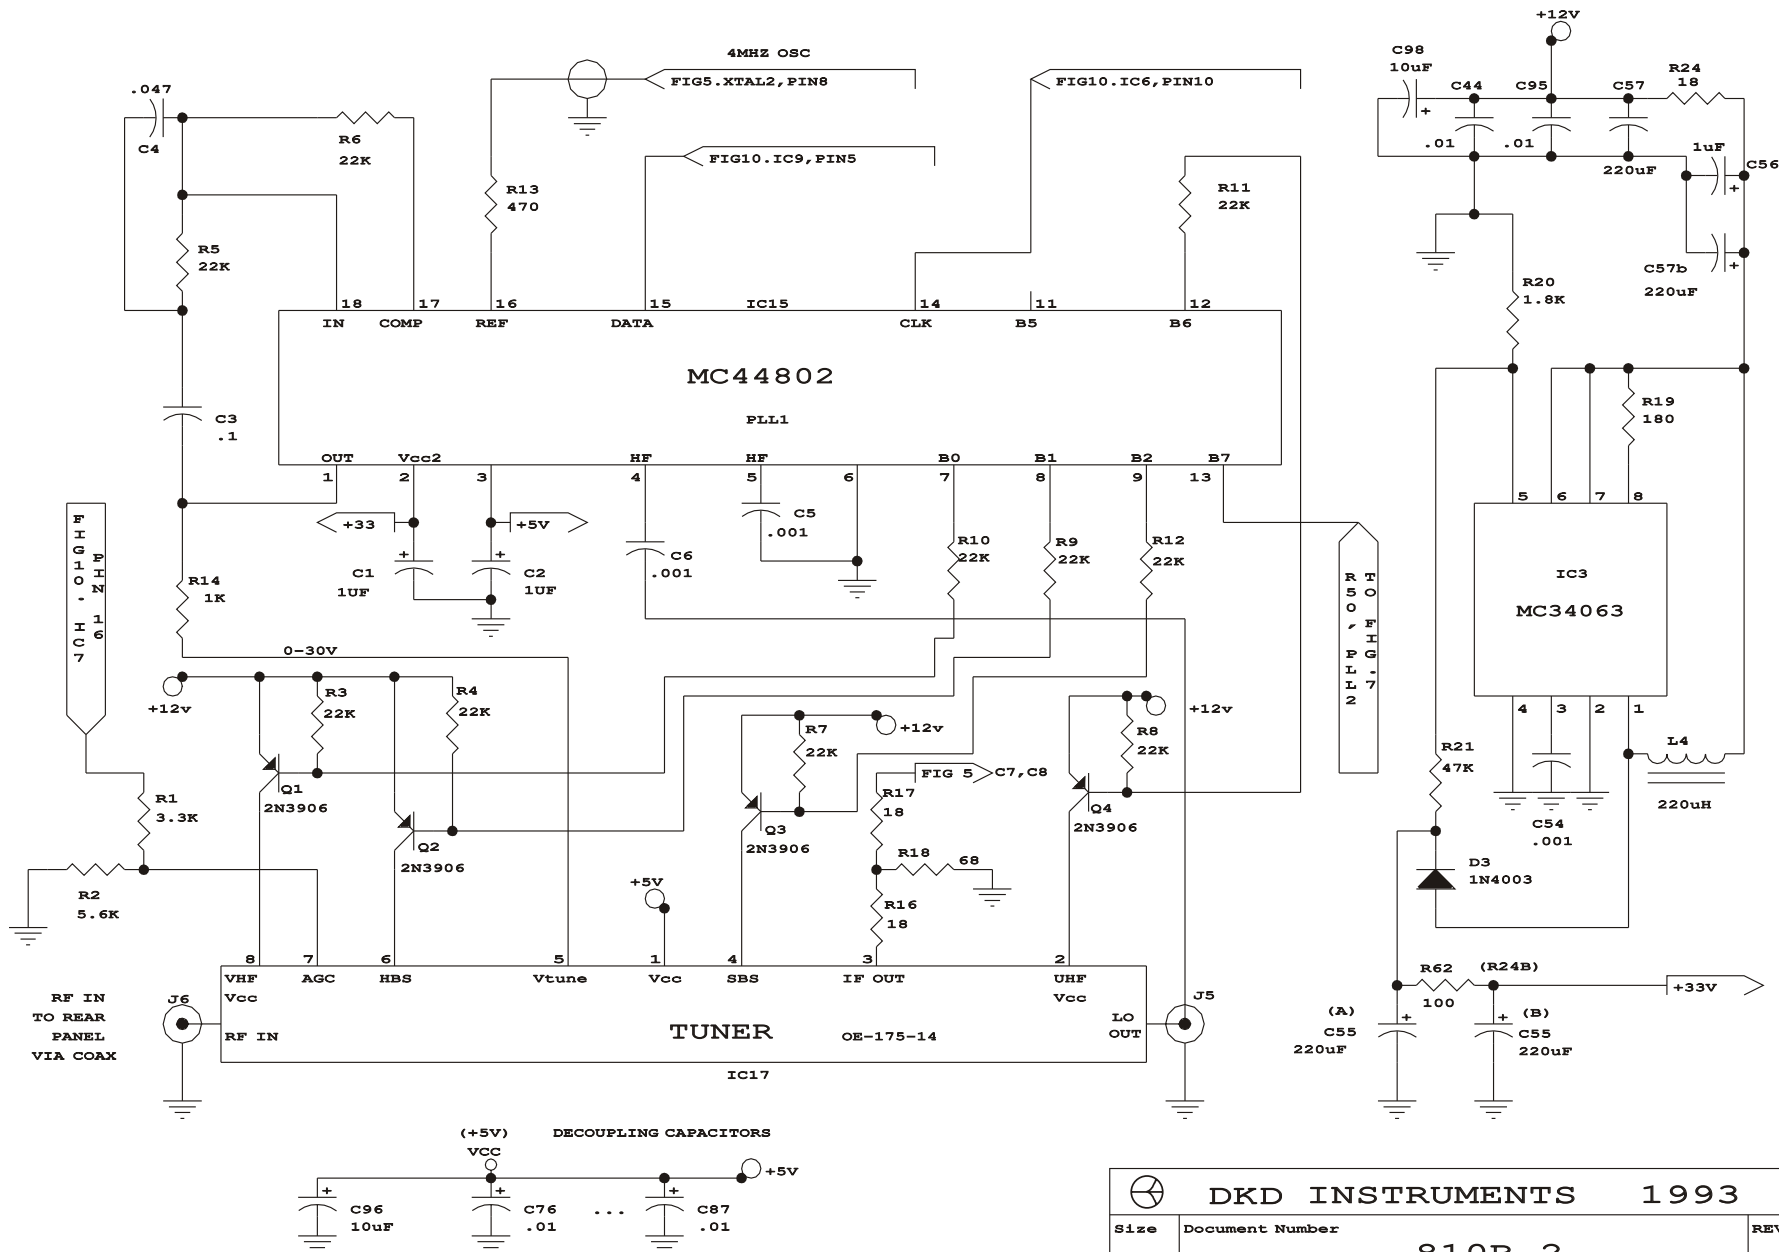 +12V
4MHZ OSC
FIG5.XTAL2,PIN8
FIG10.IC6,PIN10
C98
10uF
+
C44
.01
C95
.01
C57
220uF
R24
18
1uF
C56
+
C57b
220uF
+
.047
C4
R6
22K
FIG10.IC9,PIN5
R13
470
R11
22K
R5
22K
R20
1.8K
18
17
16
15
IC15
14
11
12
IN
COMP
REF
DATA
CLK
B5
B6
MC44802
PLL1
C3
.1
R19
180
OUT
Vcc2
HF
HF
B0
B1
B2
B7
1
2
3
4
5
6
7
8
9
13
5
6
7
8
FIG10. IC7
PIN 16
+33
+5V
C5
.001
C6
.001
+
C1
1UF
+
C2
1UF
R10
22K
R9
22K
R12
22K
R14
1K
TO FIG.7
R50, PLL2
IC3
MC34063
4
3
2
1
0-30V
+12v
R3
22K
R4
22K
R7
22K
+12v
R8
22K
+12v
R21
47K
L4
220uH
C54
.001
FIG 5
C7,C8
Q1
2N3906
Q2
2N3906
Q3
2N3906
Q4
2N3906
R1
3.3K
R2
5.6K
R17
18
R18
68
R16
18
+5V
D3
1N4003
8
7
6
5
1
4
3
2
VHF
Vcc
AGC
HBS
Vtune
Vcc
SBS
IF OUT
UHF
Vcc
RF IN
TO REAR
PANEL
VIA COAX
J6
RF IN
TUNER
OE-175-14
LO
OUT
J5
IC17
R62
(R24B)
100
+33V
(A)
C55
220uF
+
(B)
C55
220uF
+
(+5V)
VCC
DECOUPLING CAPACITORS
+5V
+
C96
10uF
+
C76
.01
...
+
C87
.01
DKD INSTRUMENTS 1993
Size
Document Number
REV